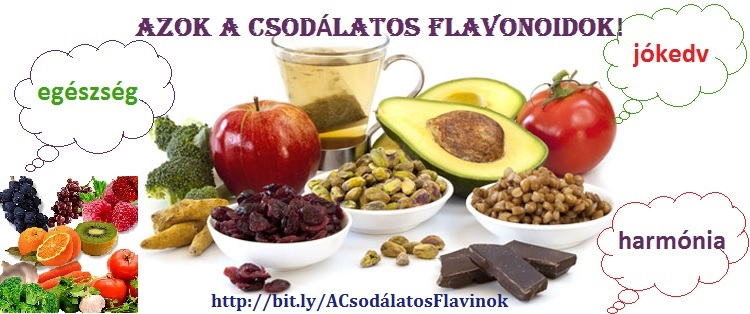 AZOK A CSODÁLATOS FLAVONOIDOK!
egészség
jókedv
harmónia
http://bit.ly/ACsodálatosFlavinok